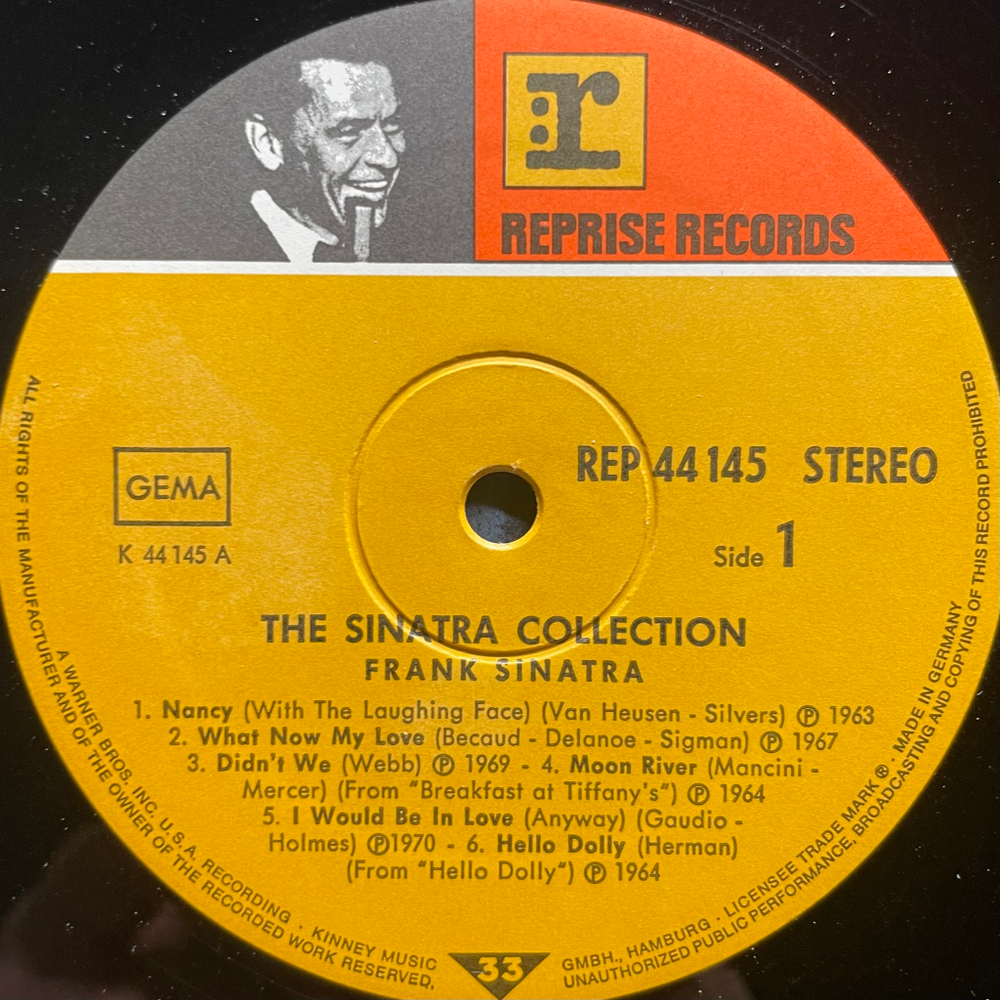 r
REPRISE RECORDS
GEMA
K 44 145 A
REP 44 145 STEREO
Side 1
THE SINATRA COLLECTION
FRANK SINATRA
1. Nancy (With The Laughing Face) (Van Heusen - Silvers) ℗ 1963
2. What Now My Love (Becaud - Delanoe - Sigman) ℗ 1967
3. Didn't We (Webb) ℗ 1969 - 4. Moon River (Mancini -
Mercer) (From "Breakfast at Tiffany's“) ℗ 1964
5. I Would Be In Love (Anyway) (Gaudio -
Holmes) ℗1970 - 6. Hello Dolly (Herman)
(From "Hello Dolly“) ℗ 1964
33
ALL RIGHTS OF THE MANUFACTURER AND OF THE OWNER OF THE RECORDED WORK RESERVED.
UNAUTHORIZED PUBLIC PERFORMANCE, BROADCASTING AND COPYING OF THIS RECORD PROHIBITED
A WARNER BROS. INC. U.S.A. RECORDING · KINNEY MUSIC
GMBH., HAMBURG · LICENSEE TRADE MARK ® · MADE IN GERMANY